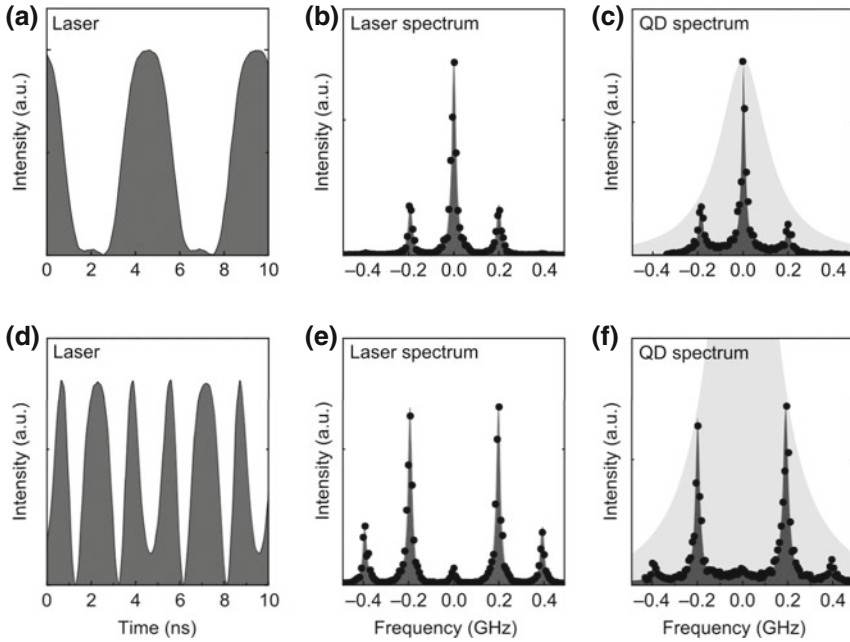 (a) Laser
Intensity (a.u.)
0 2 4 6 8 10
(b) Laser spectrum
Intensity (a.u.)
–0.4 –0.2 0.0 0.2 0.4
(c) QD spectrum
Intensity (a.u.)
–0.4 –0.2 0.0 0.2 0.4
(d) Laser
Intensity (a.u.)
0 2 4 6 8 10
Time (ns)
(e) Laser spectrum
Intensity (a.u.)
–0.4 –0.2 0.0 0.2 0.4
Frequency (GHz)
(f) QD spectrum
Intensity (a.u.)
–0.4 –0.2 0.0 0.2 0.4
Frequency (GHz)